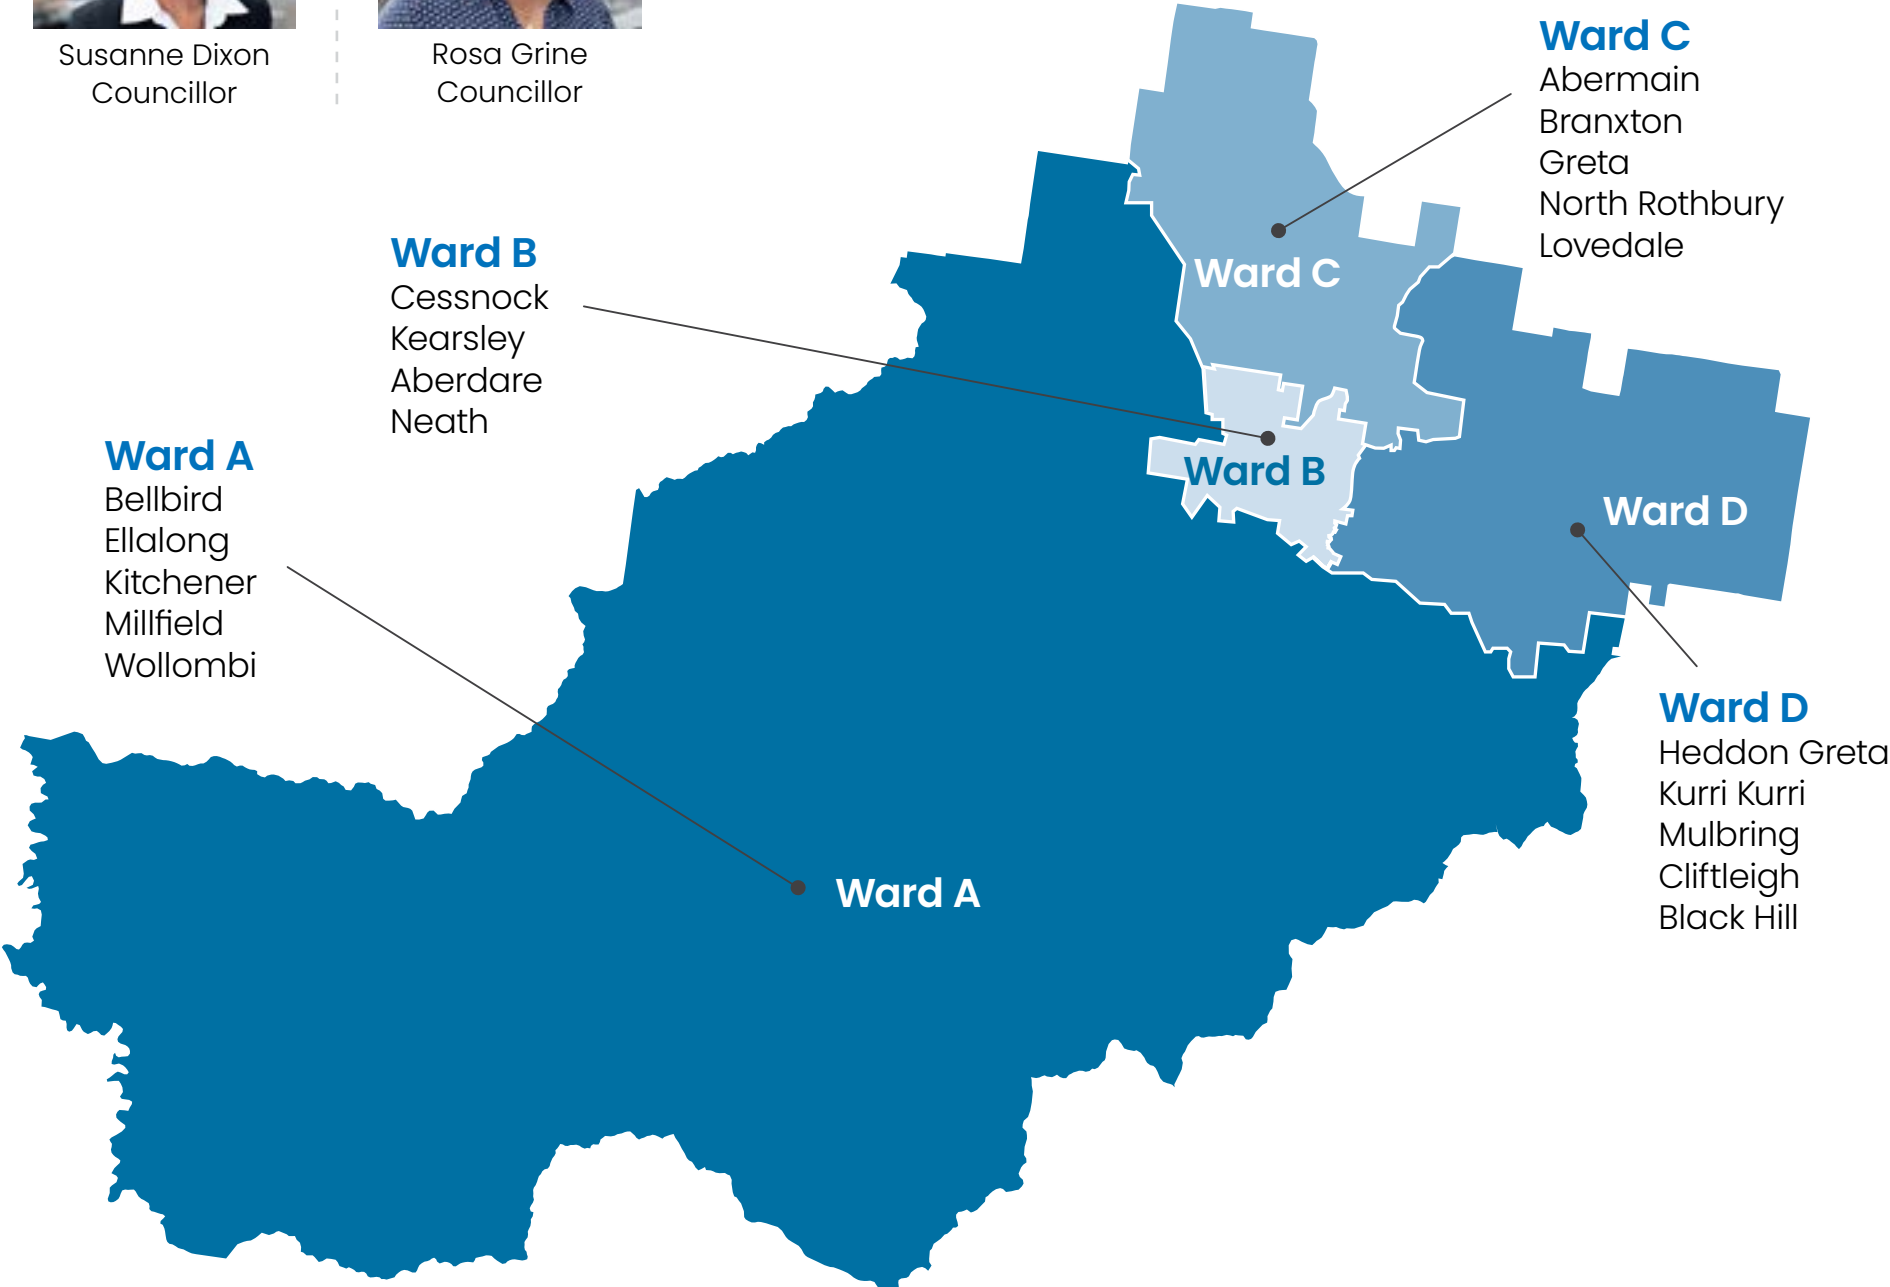 Susanne Dixon
Councillor
Rosa Grine
Councillor
Ward C
Abermain
Branxton
Greta
North Rothbury
Lovedale
Ward B
Cessnock
Kearsley
Aberdare
Neath
Ward A
Bellbird
Ellalong
Kitchener
Millfield
Wollombi
Ward C
Ward B
Ward D
Ward A
Ward D
Heddon Greta
Kurri Kurri
Mulbring
Cliftleigh
Black Hill